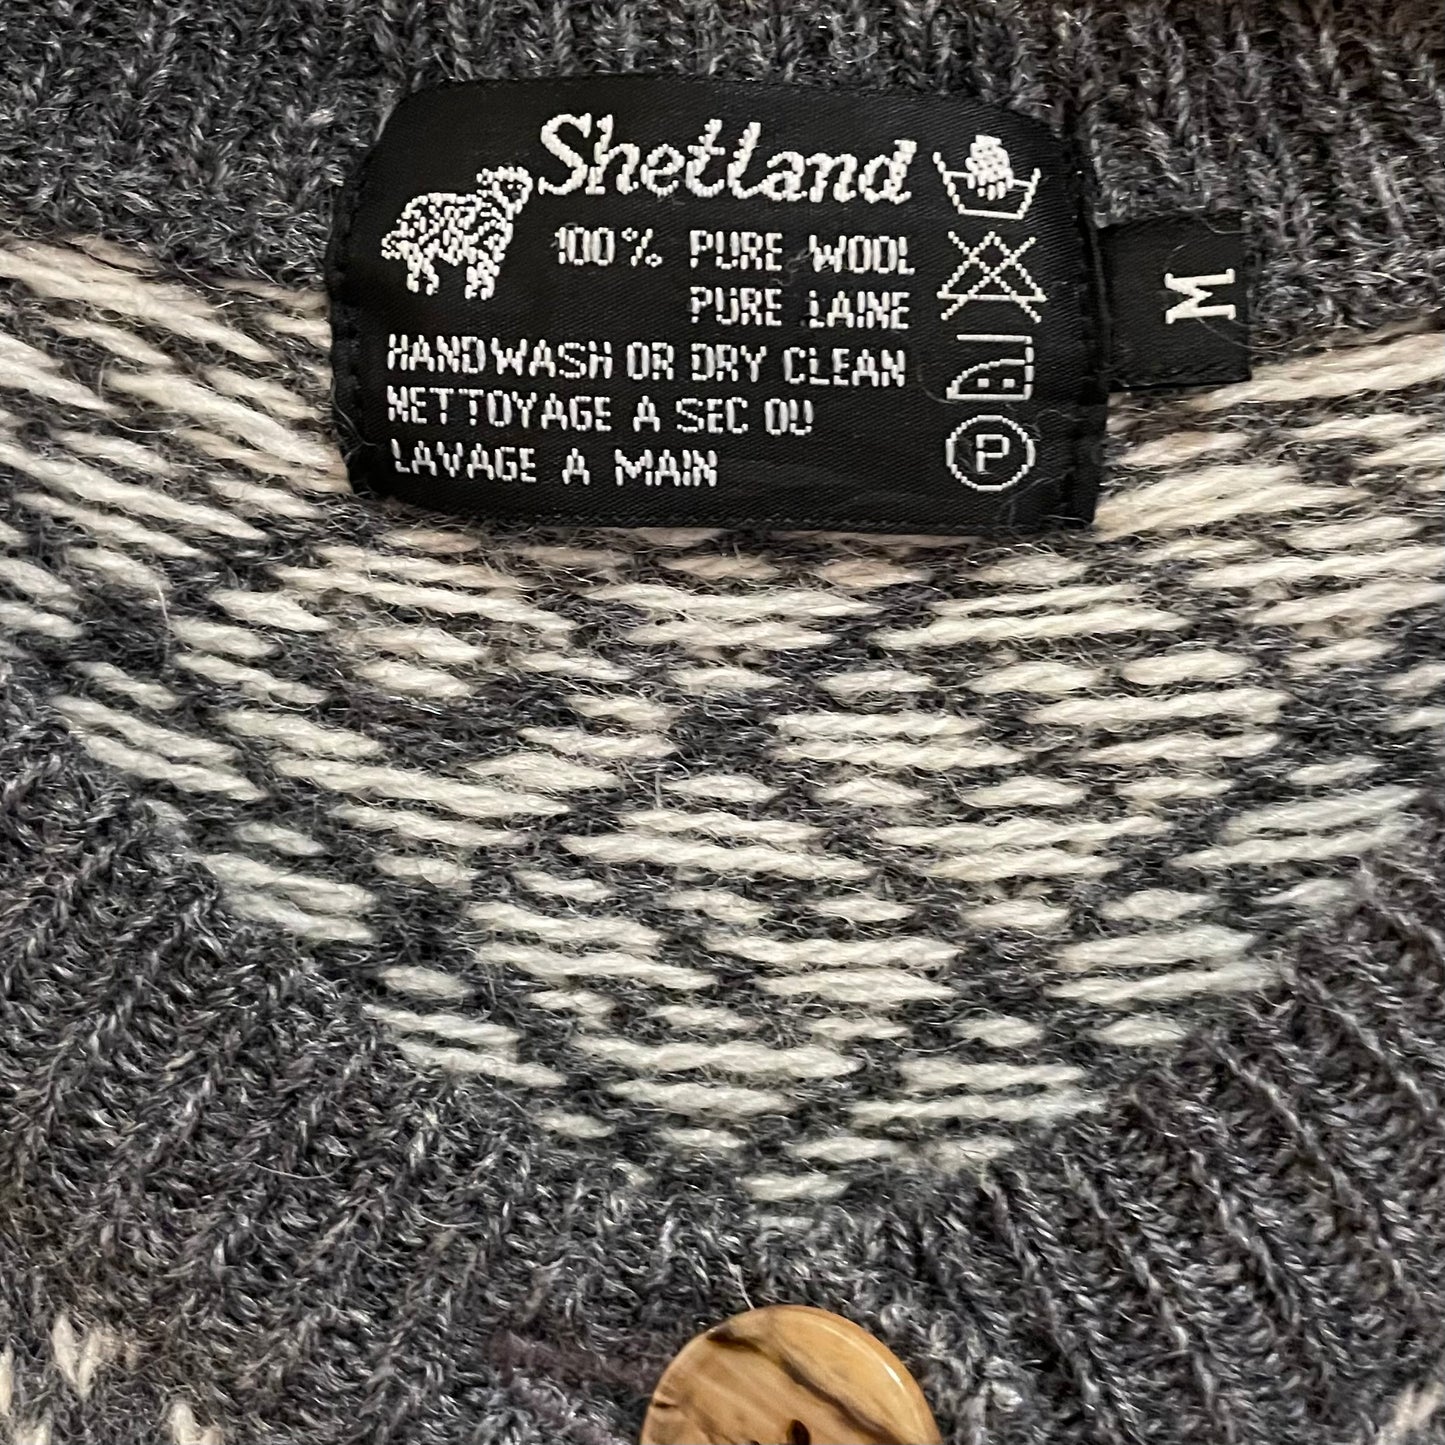 Shetland
100% PURE WOOL
PURE LAINE
HANDWASH OR DRY CLEAN
NETTOYAGE A SEC OU
LAVAGE A MAIN
P
M